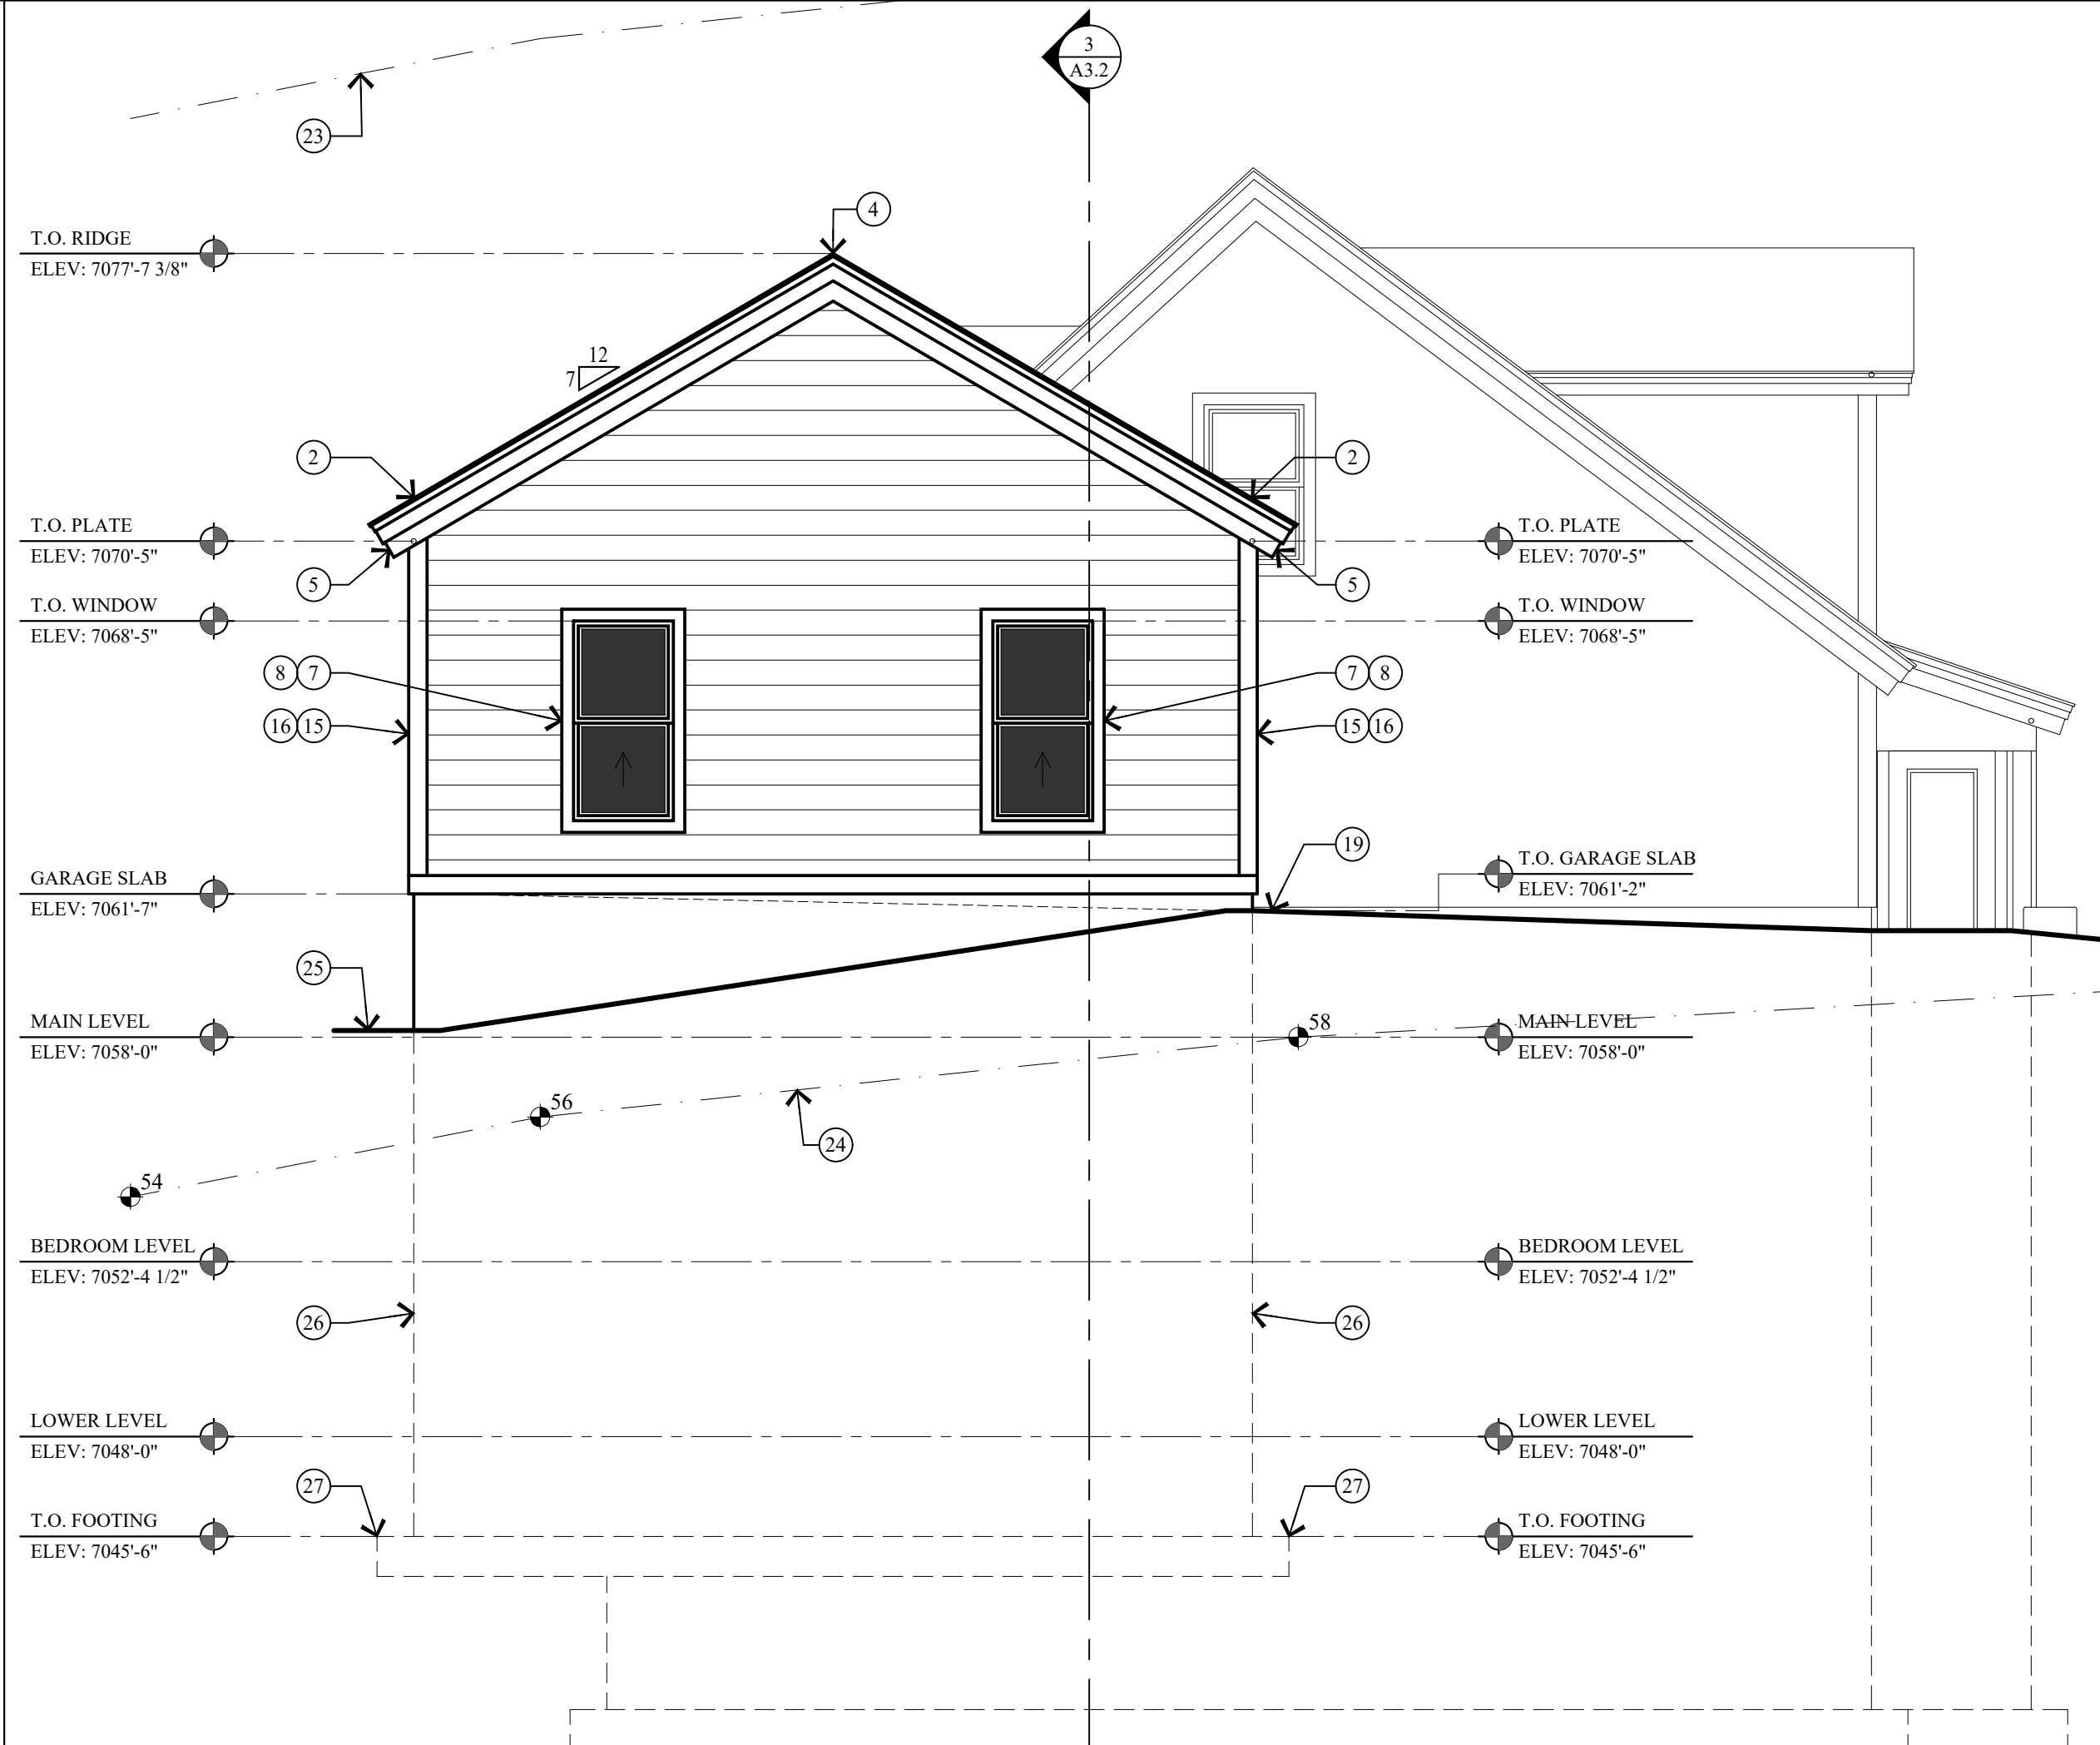 3
A3.2
23
4
T.O. RIDGE
ELEV: 7077'-7 3/8"
12
7
2
2
T.O. PLATE
ELEV: 7070'-5"
T.O. PLATE
ELEV: 7070'-5"
5
5
T.O. WINDOW
ELEV: 7068'-5"
T.O. WINDOW
ELEV: 7068'-5"
8 7
7 8
16 15
15 16
19
GARAGE SLAB
ELEV: 7061'-7"
T.O. GARAGE SLAB
ELEV: 7061'-2"
25
MAIN LEVEL
ELEV: 7058'-0"
58
MAIN LEVEL
ELEV: 7058'-0"
56
24
54
BEDROOM LEVEL
ELEV: 7052'-4 1/2"
BEDROOM LEVEL
ELEV: 7052'-4 1/2"
26
26
LOWER LEVEL
ELEV: 7048'-0"
LOWER LEVEL
ELEV: 7048'-0"
27
27
T.O. FOOTING
ELEV: 7045'-6"
T.O. FOOTING
ELEV: 7045'-6"